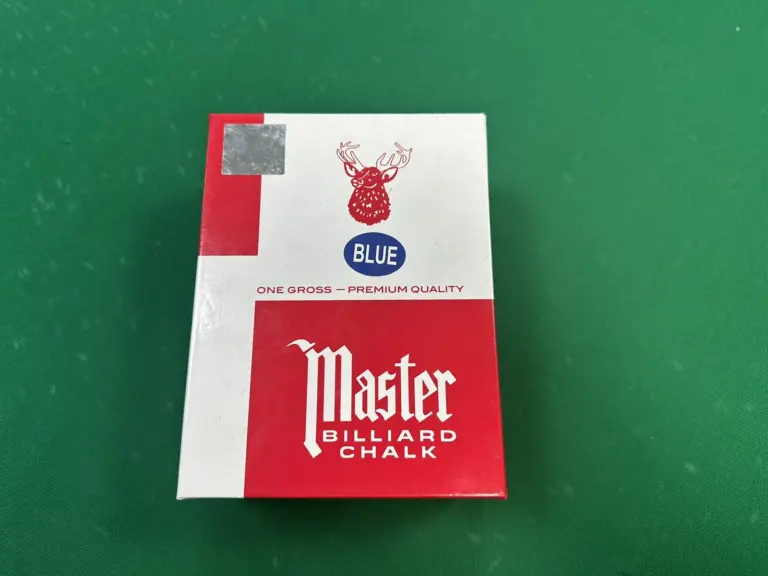 BLUE
ONE GROSS — PREMIUM QUALITY
Master
BILLIARD
CHALK